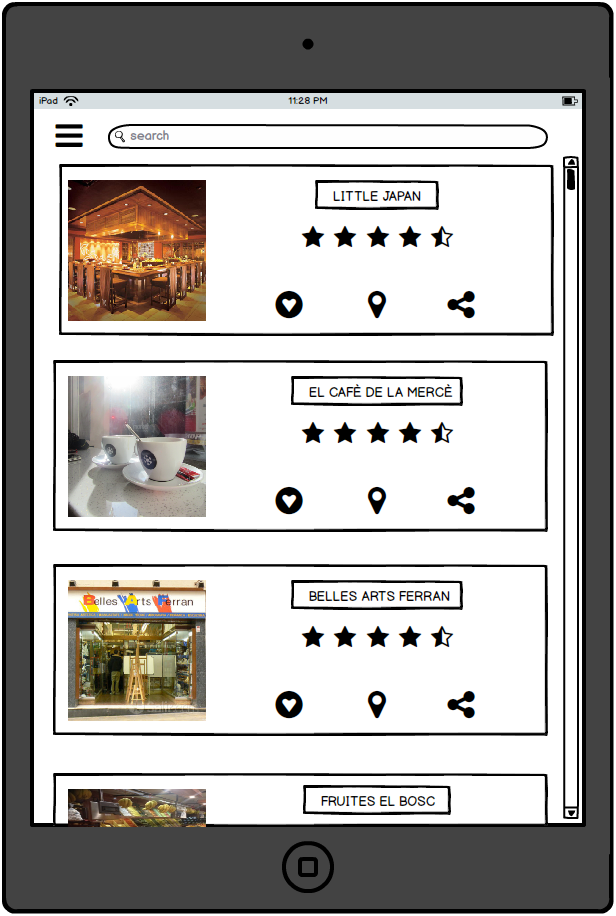 iPad 11:28 PM
search
LITTLE JAPAN
EL CAFÈ DE LA MERCÈ
Belles Arts Ferran
BELLES ARTS FERRAN
FRUITES EL BOSC